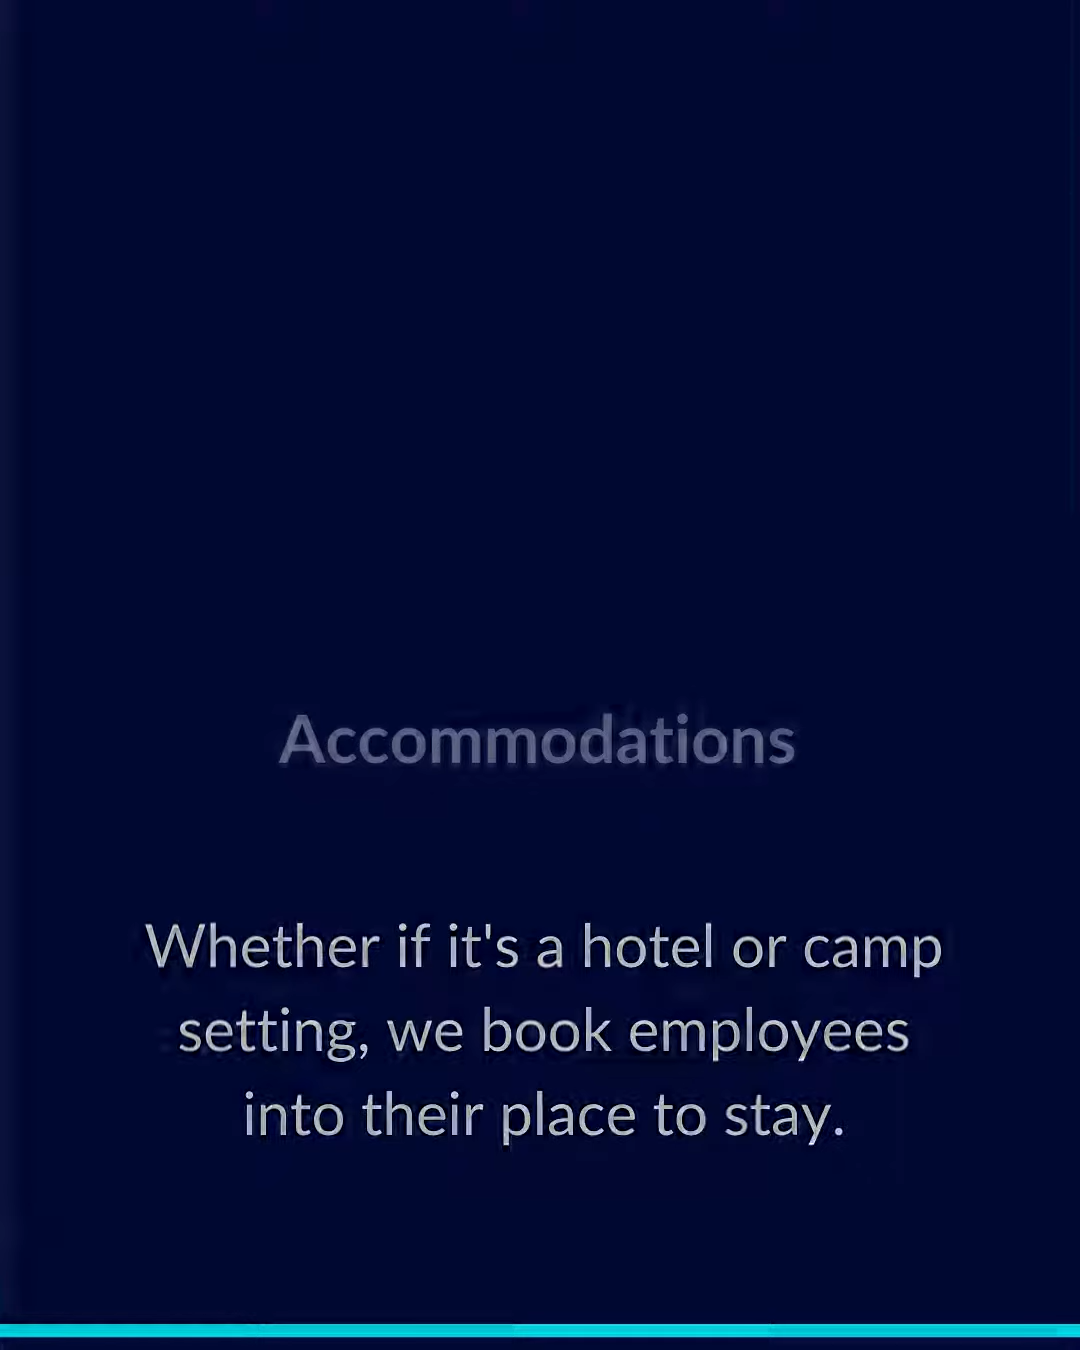 Accommodations
Whether if it's a hotel or camp
setting, we book employees
into their place to stay.